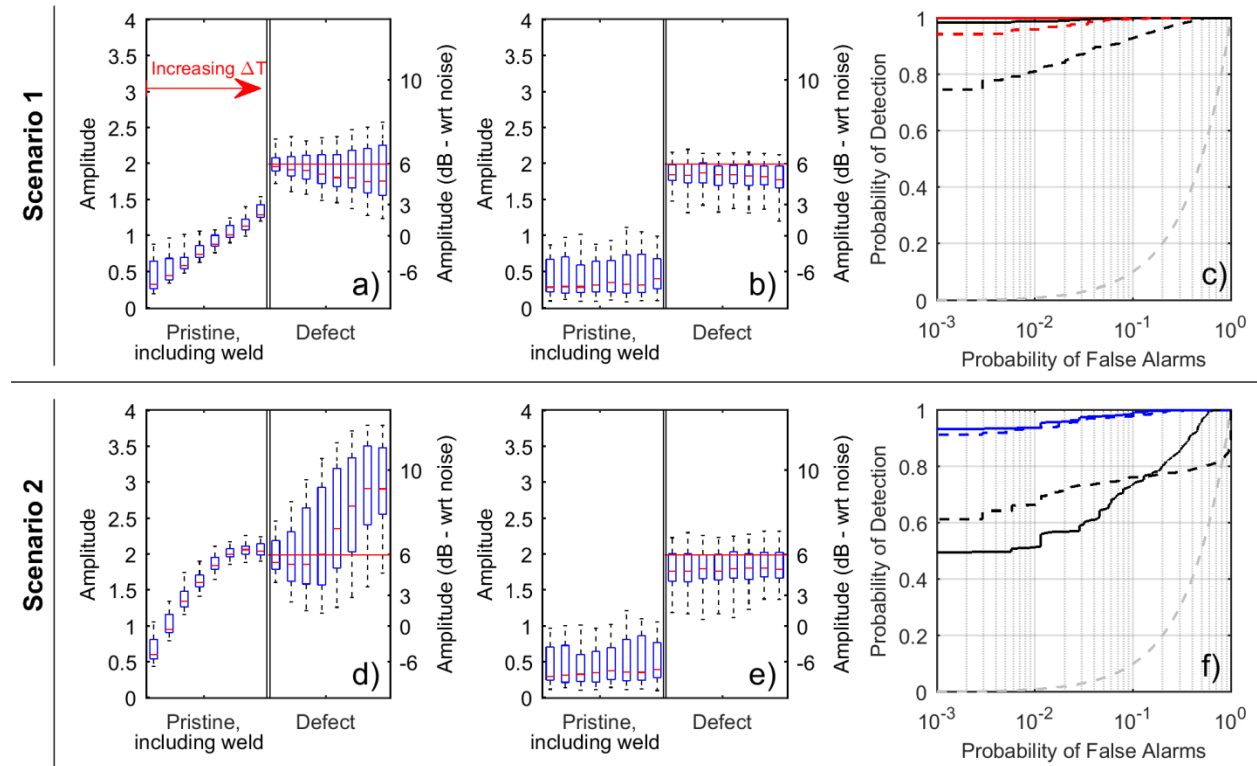 Scenario 1
Amplitude
4
3.5
3
2.5
2
1.5
1
0.5
0
Increasing ΔT
a)
Pristine,
including weld
Defect
10
6
3
0
-6
Amplitude (dB - wrt noise)
Amplitude
4
3.5
3
2.5
2
1.5
1
0.5
0
b)
Pristine,
including weld
Defect
10
6
3
0
-6
Amplitude (dB - wrt noise)
Probability of Detection
1
0.8
0.6
0.4
0.2
0
c)
10^-3
10^-2
10^-1
10^0
Probability of False Alarms
Scenario 2
Amplitude
4
3.5
3
2.5
2
1.5
1
0.5
0
d)
Pristine,
including weld
Defect
10
6
3
0
-6
Amplitude (dB - wrt noise)
Amplitude
4
3.5
3
2.5
2
1.5
1
0.5
0
e)
Pristine,
including weld
Defect
10
6
3
0
-6
Amplitude (dB - wrt noise)
Probability of Detection
1
0.8
0.6
0.4
0.2
0
f)
10^-3
10^-2
10^-1
10^0
Probability of False Alarms